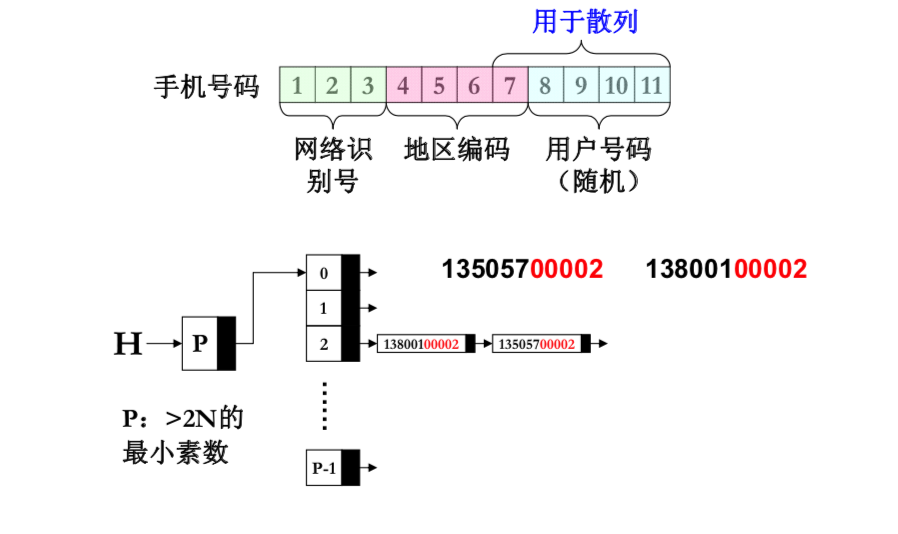 用于散列
手机号码 1 2 3 4 5 6 7 8 9 10 11
网络识
别号
地区编码
用户号码
（随机）
13505700002 13800100002
0
1
H P 2 13800100002 13505700002
P：>2N的
最小素数
P-1